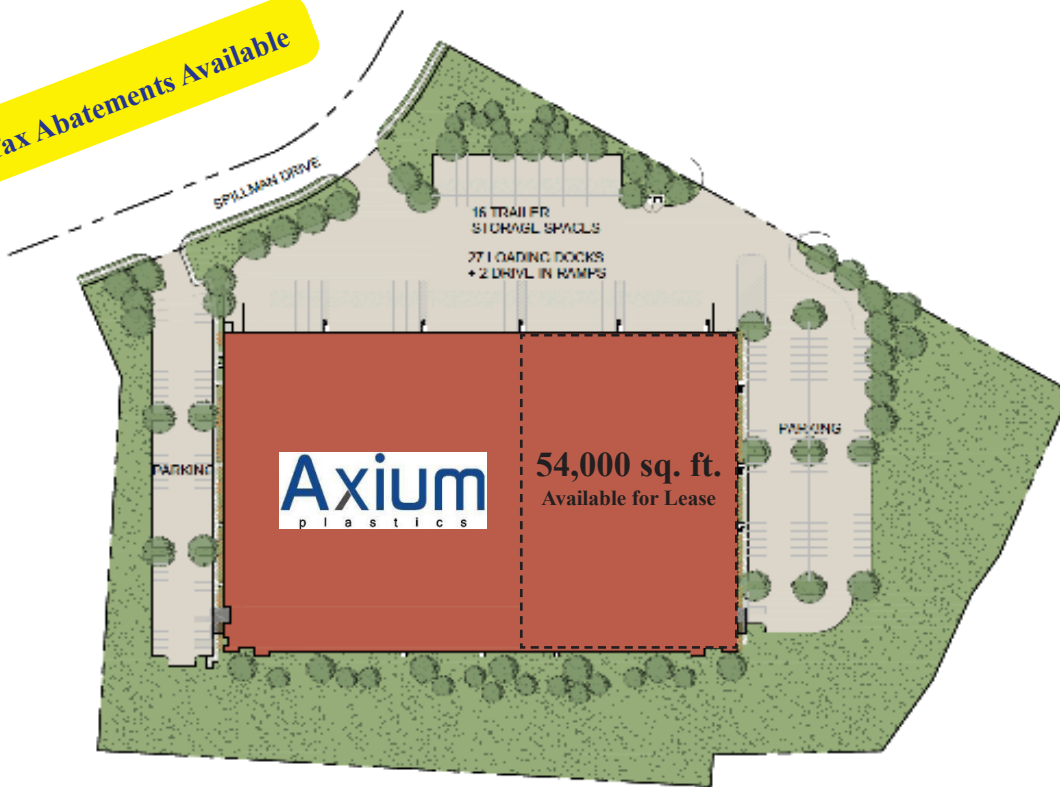 Tax Abatements Available
SPILLMAN DRIVE
16 TRAILER
STORAGE SPACES
27 LOADING DOCKS
+ 2 DRIVE IN RAMPS
PARKING
PARKING
Axium
plastics
54,000 sq. ft.
Available for Lease